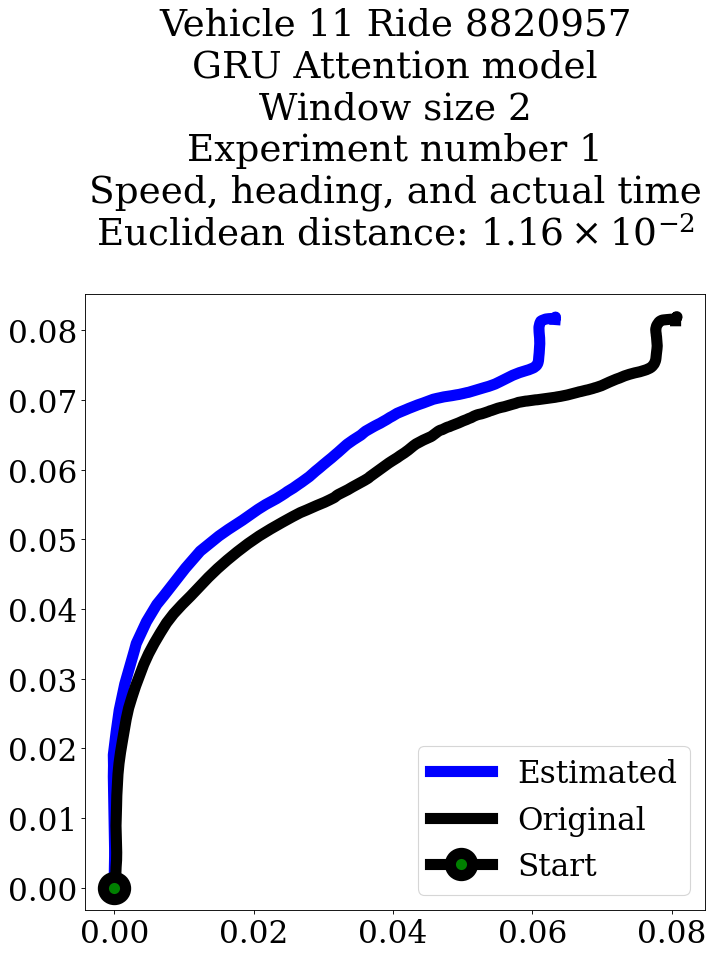 Vehicle 11 Ride 8820957
GRU Attention model
Window size 2
Experiment number 1
Speed, heading, and actual time
Euclidean distance: 1.16 × 10⁻²
0.08
0.07
0.06
0.05
0.04
0.03
0.02
0.01
0.00
Estimated
Original
Start
0.00 0.02 0.04 0.06 0.08